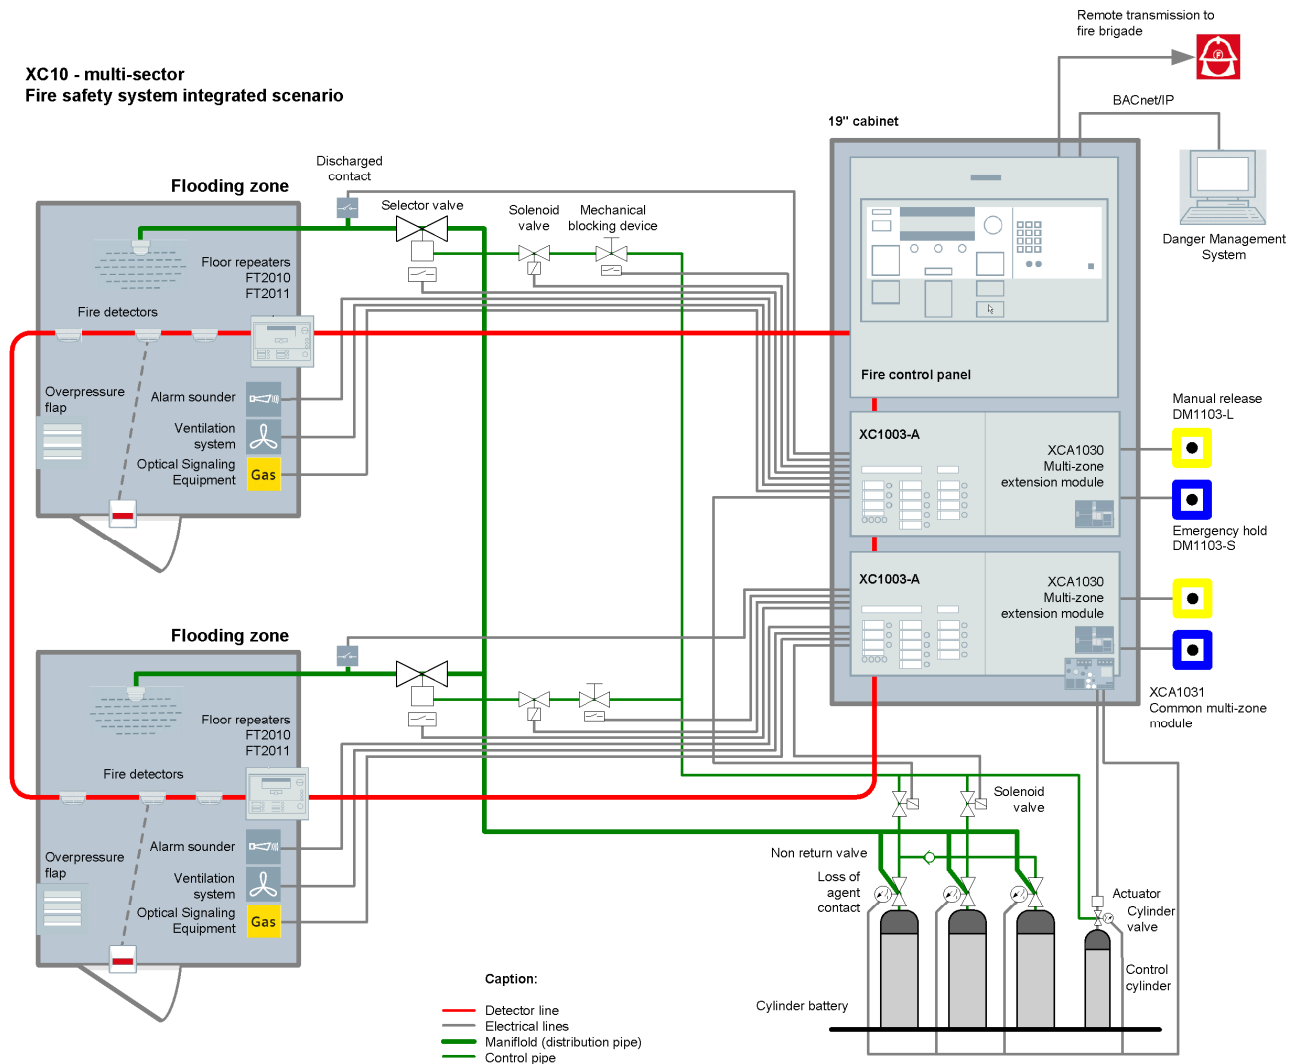 Remote transmission to
fire brigade
XC10 - multi-sector
Fire safety system integrated scenario
BACnet/IP
19" cabinet
Danger Management
System
Discharged
contact
Flooding zone
Selector valve
Solenoid
valve
Mechanical
blocking device
Floor repeaters
FT2010
FT2011
Fire detectors
Overpressure
flap
Alarm sounder
Ventilation
system
Optical Signaling
Equipment
Gas
Fire control panel
XC1003-A
XCA1030
Multi-zone
extension module
Manual release
DM1103-L
Emergency hold
DM1103-S
XC1003-A
XCA1030
Multi-zone
extension module
XCA1031
Common multi-zone
module
Flooding zone
Floor repeaters
FT2010
FT2011
Fire detectors
Overpressure
flap
Alarm sounder
Ventilation
system
Optical Signaling
Equipment
Gas
Solenoid
valve
Non return valve
Loss of
agent
contact
Actuator
Cylinder
valve
Control
cylinder
Cylinder battery
Caption:
Detector line
Electrical lines
Manifold (distribution pipe)
Control pipe